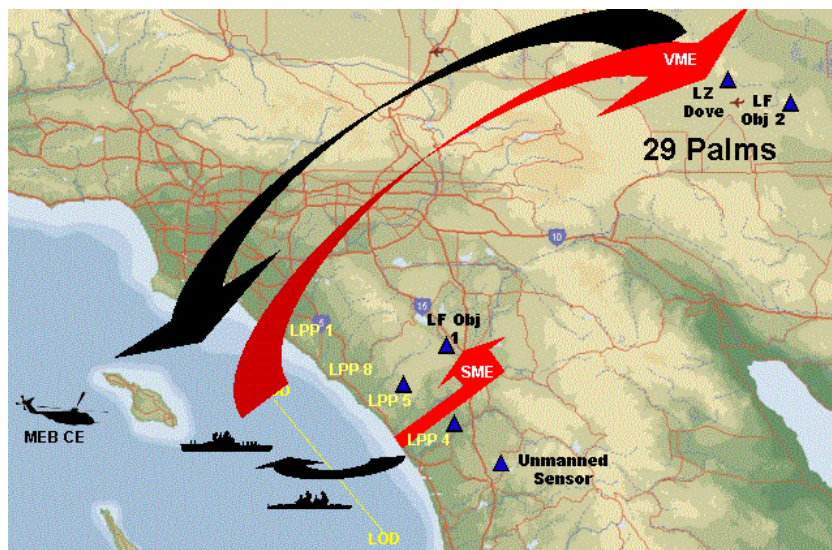 VME
LZ
Dove
LF
Obj 2
29 Palms
10
15
LPP 1
LF Obj
1
LPP 8
SME
LPP 5
MEB CE
LPP 4
Unmanned
Sensor
LOD